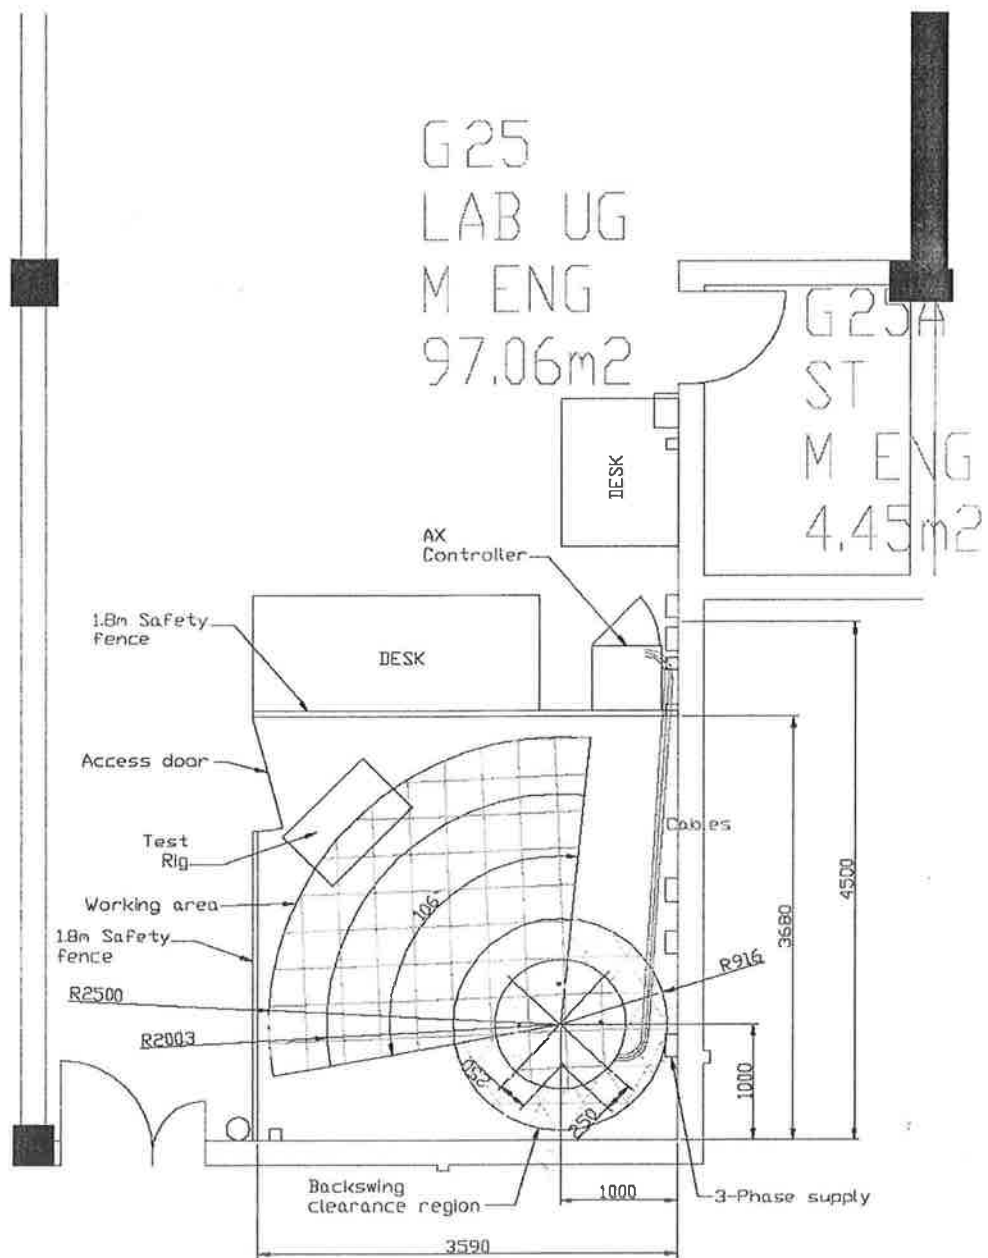 G25
LAB UG
M ENG
97.06m2
G25A
ST
M ENG
4.45m2
DESK
AX
Controller
1.8m Safety
fence
DESK
Access door
Test
Rig
Cables
Working area
106°
4500
3680
1.8m Safety
fence
R916
R2500
R2003
1000
250
250
Backswing
clearance region
1000
3-Phase supply
3590